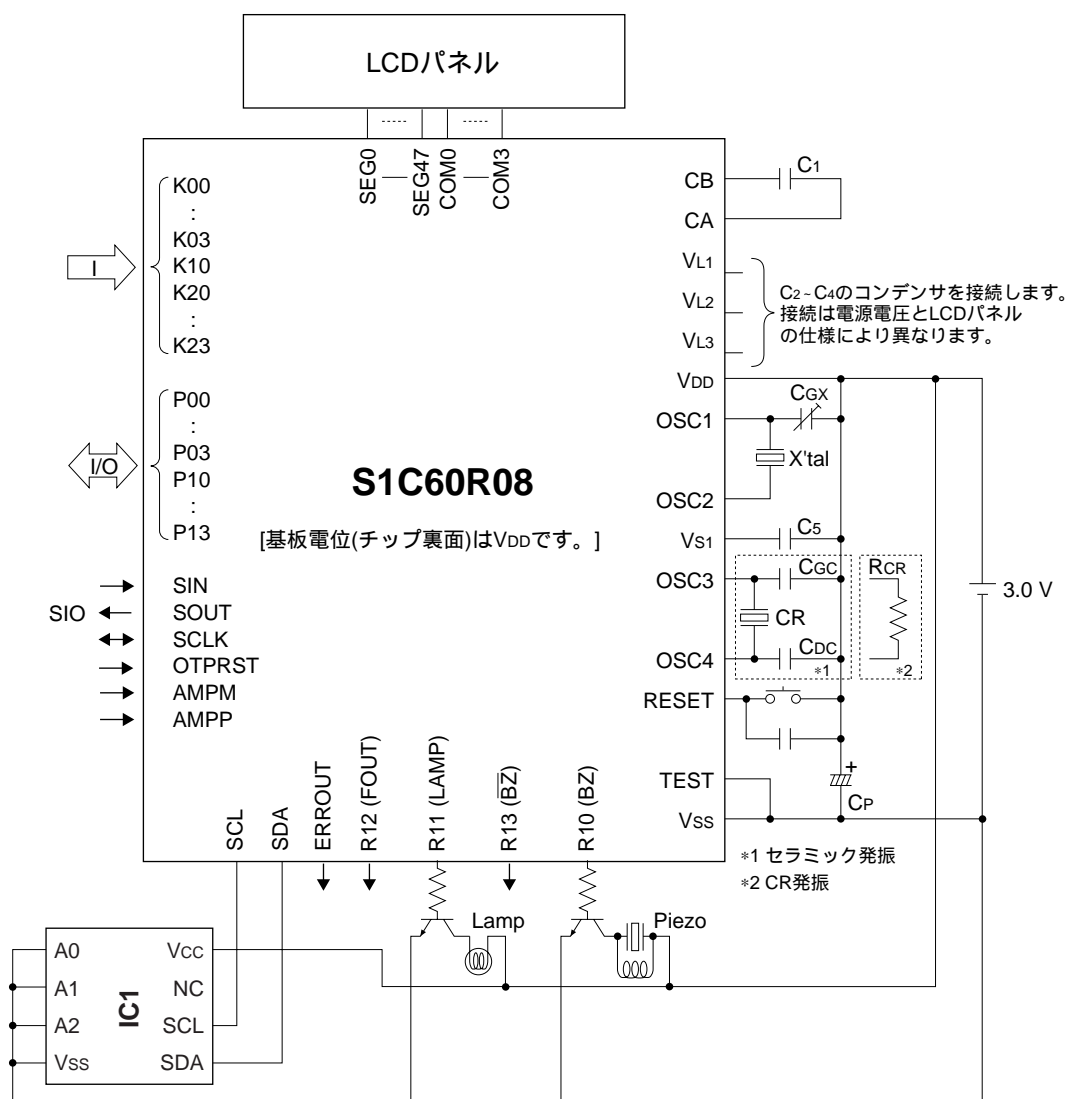 LCDパネル
SEG0
SEG47
COM0
COM3
K00
:
K03
K10
K20
:
K23
I
P00
:
P03
P10
:
P13
I/O
SIN
SIO
SOUT
SCLK
OTPRST
AMPM
AMPP
S1C60R08
[基板電位(チップ裏面)はVDDです。]
CB
C1
CA
VL1
VL2
VL3
C2~C4のコンデンサを接続します。
接続は電源電圧とLCDパネル
の仕様により異なります。
VDD
CGX
OSC1
X'tal
OSC2
C5
VS1
OSC3
CGC
RCR
CR
3.0 V
OSC4
CDC
*1
*2
RESET
TEST
+
CP
VSS
*1 セラミック発振
*2 CR発振
SCL
SDA
ERROUT
R12 (FOUT)
R11 (LAMP)
R13 (B̅Z̅)
R10 (BZ)
Lamp
Piezo
A0
VCC
A1
NC
IC1
A2
SCL
VSS
SDA